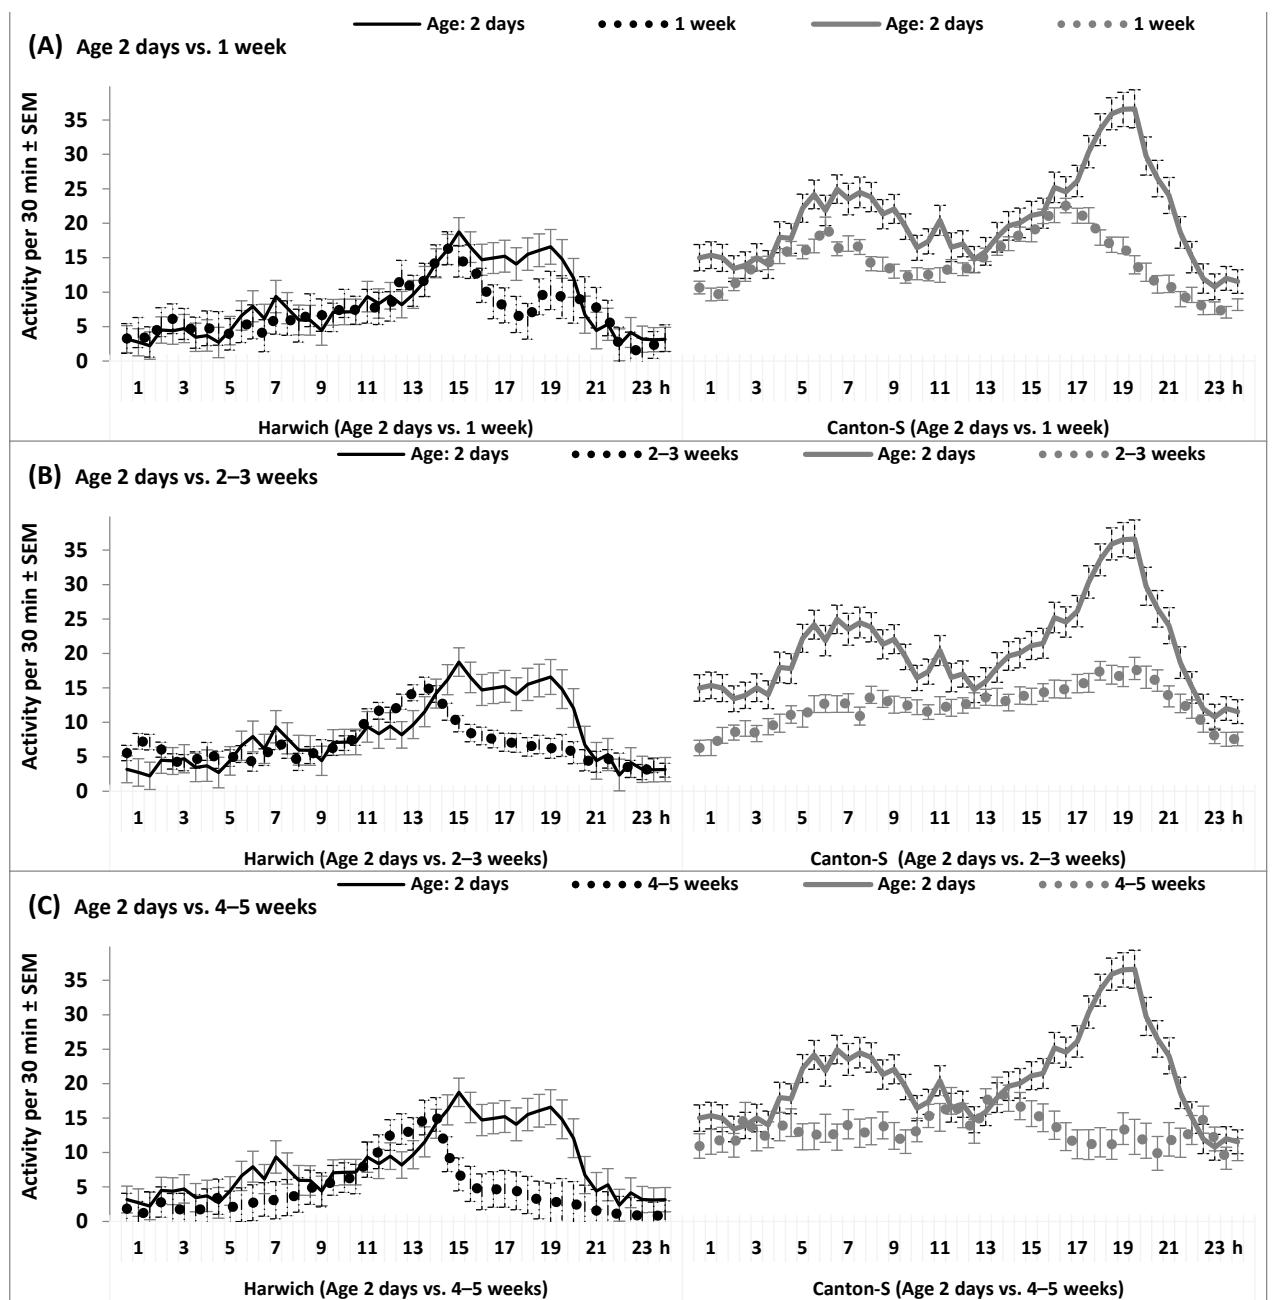 Age: 2 days 1 week Age: 2 days 1 week
(A) Age 2 days vs. 1 week
Activity per 30 min ± SEM
35
30
25
20
15
10
5
0
1 3 5 7 9 11 13 15 17 19 21 23 h 1 3 5 7 9 11 13 15 17 19 21 23 h
Harwich (Age 2 days vs. 1 week) Canton-S (Age 2 days vs. 1 week)
Age: 2 days 2–3 weeks Age: 2 days 2–3 weeks
(B) Age 2 days vs. 2–3 weeks
Activity per 30 min ± SEM
35
30
25
20
15
10
5
0
1 3 5 7 9 11 13 15 17 19 21 23 h 1 3 5 7 9 11 13 15 17 19 21 23 h
Harwich (Age 2 days vs. 2–3 weeks) Canton-S (Age 2 days vs. 2–3 weeks)
Age: 2 days 4–5 weeks Age: 2 days 4–5 weeks
(C) Age 2 days vs. 4–5 weeks
Activity per 30 min ± SEM
35
30
25
20
15
10
5
0
1 3 5 7 9 11 13 15 17 19 21 23 h 1 3 5 7 9 11 13 15 17 19 21 23 h
Harwich (Age 2 days vs. 4–5 weeks) Canton-S (Age 2 days vs. 4–5 weeks)